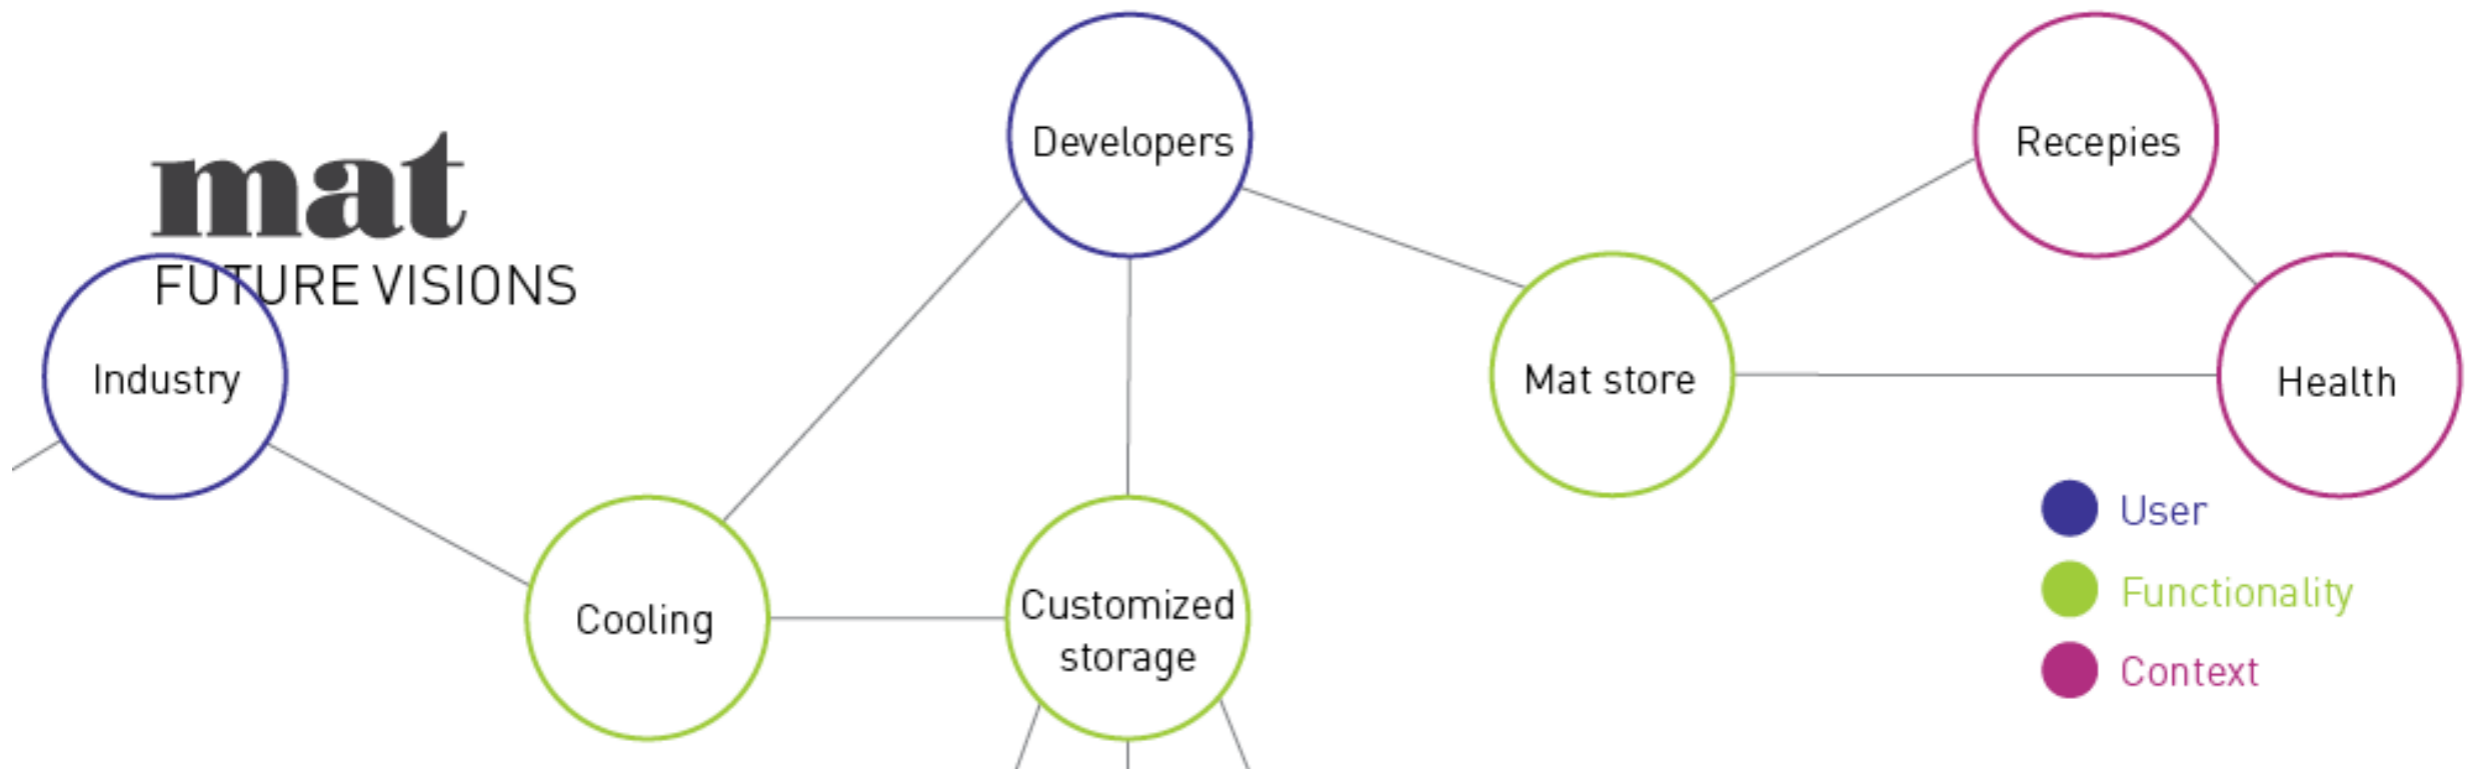 mat
FUTURE VISIONS
Developers
Recepies
Industry
Mat store
Health
Cooling
Customized
storage
User
Functionality
Context